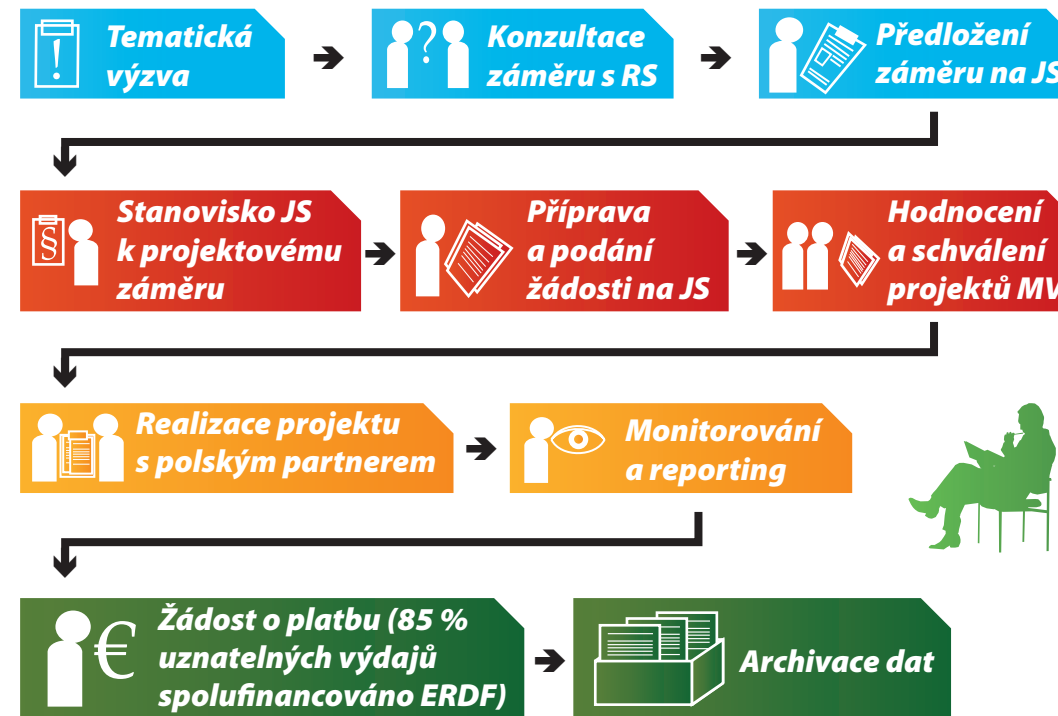 Tematická
výzva
Konzultace
záměru s RS
Předložení
záměru na JS
Stanovisko JS
k projektovému
záměru
Příprava
a podání
žádosti na JS
Hodnocení
a schválení
projektů MV
Realizace projektu
s polským partnerem
Monitorování
a reporting
Žádost o platbu (85 %
uznatelných výdajů
spolufinancováno ERDF)
Archivace dat